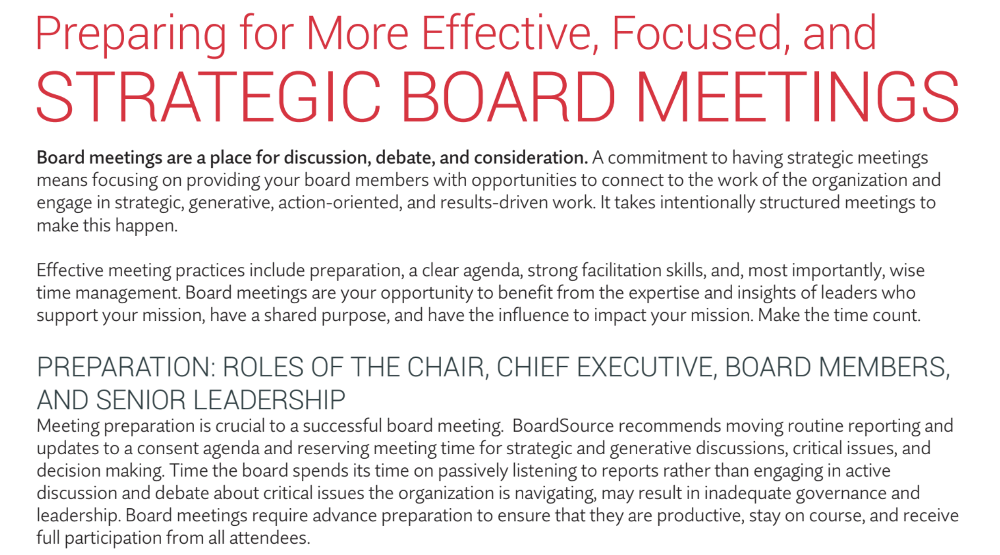 Preparing for More Effective, Focused, and
STRATEGIC BOARD MEETINGS
Board meetings are a place for discussion, debate, and consideration. A commitment to having strategic meetings
means focusing on providing your board members with opportunities to connect to the work of the organization and
engage in strategic, generative, action-oriented, and results-driven work. It takes intentionally structured meetings to
make this happen.
Effective meeting practices include preparation, a clear agenda, strong facilitation skills, and, most importantly, wise
time management. Board meetings are your opportunity to benefit from the expertise and insights of leaders who
support your mission, have a shared purpose, and have the influence to impact your mission. Make the time count.
PREPARATION: ROLES OF THE CHAIR, CHIEF EXECUTIVE, BOARD MEMBERS,
AND SENIOR LEADERSHIP
Meeting preparation is crucial to a successful board meeting.  BoardSource recommends moving routine reporting and
updates to a consent agenda and reserving meeting time for strategic and generative discussions, critical issues, and
decision making. Time the board spends its time on passively listening to reports rather than engaging in active
discussion and debate about critical issues the organization is navigating, may result in inadequate governance and
leadership. Board meetings require advance preparation to ensure that they are productive, stay on course, and receive
full participation from all attendees.